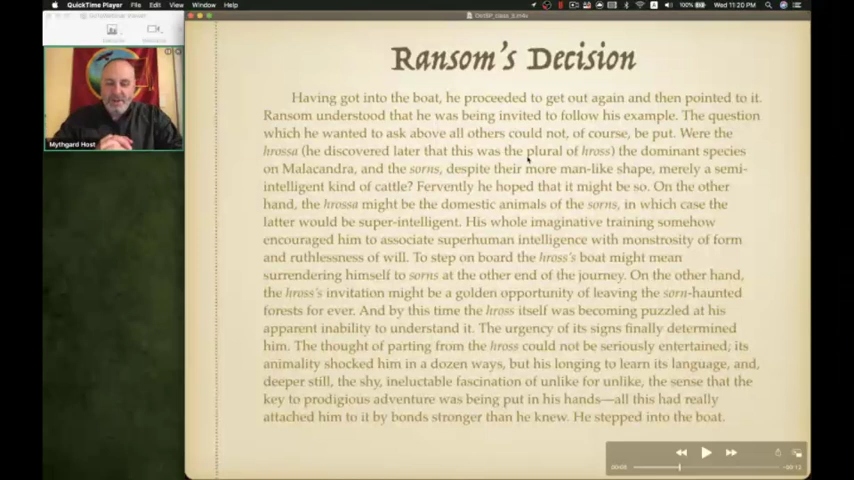 QuickTime Player File Edit View Window Help
100%
Wed 11:20 PM
Mythgard Host
Ransom's Decision
Having got into the boat, he proceeded to get out again and then pointed to it.
Ransom understood that he was being invited to follow his example. The question
which he wanted to ask above all others could not, of course, be put. Were the
hrossa (he discovered later that this was the plural of hross) the dominant species
on Malacandra, and the sorns, despite their more man-like shape, merely a semi-
intelligent kind of cattle? Fervently he hoped that it might be so. On the other
hand, the hrossa might be the domestic animals of the sorns, in which case the
latter would be super-intelligent. His whole imaginative training somehow
encouraged him to associate superhuman intelligence with monstrosity of form
and ruthlessness of will. To step on board the hross's boat might mean
surrendering himself to sorns at the other end of the journey. On the other hand,
the hross's invitation might be a golden opportunity of leaving the sorn-haunted
forests for ever. And by this time the hross itself was becoming puzzled at his
apparent inability to understand it. The urgency of its signs finally determined
him. The thought of parting from the hross could not be seriously entertained; its
animality shocked him in a dozen ways, but his longing to learn its language, and,
deeper still, the shy, ineluctable fascination of unlike for unlike, the sense that the
key to prodigious adventure was being put in his hands—all this had really
attached him to it by bonds stronger than he knew. He stepped into the boat.